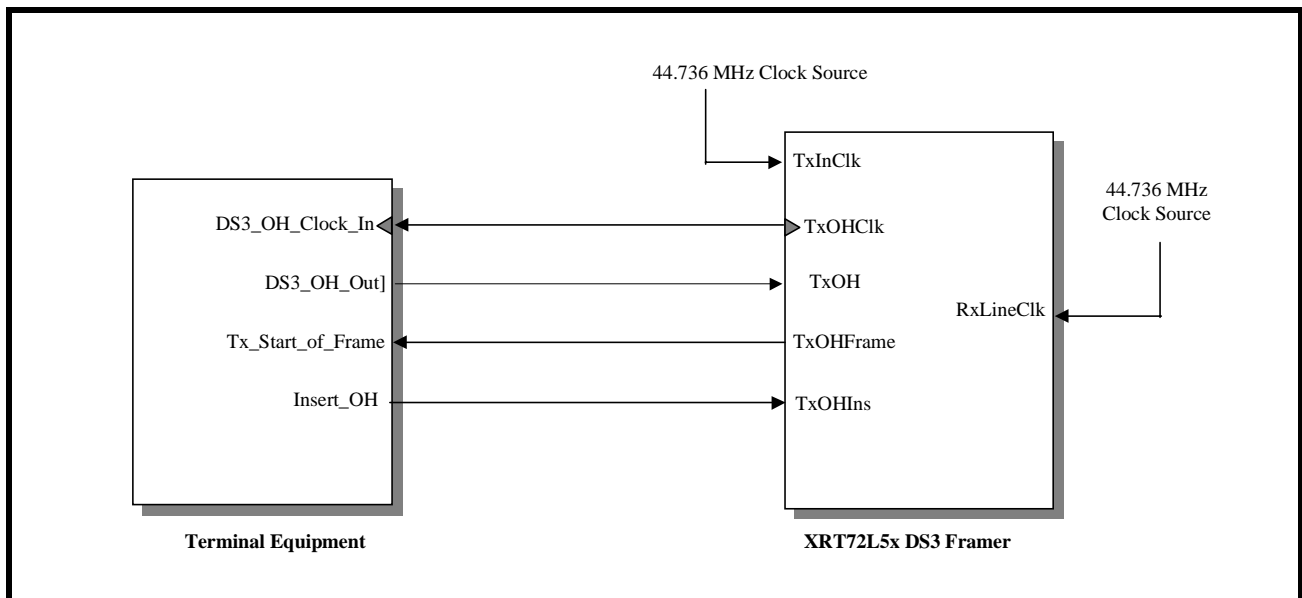 44.736 MHz Clock Source
TxInClk
44.736 MHz
Clock Source
DS3_OH_Clock_In
TxOHClk
DS3_OH_Out]
TxOH
RxLineClk
Tx_Start_of_Frame
TxOHFrame
Insert_OH
TxOHIns
Terminal Equipment
XRT72L5x DS3 Framer